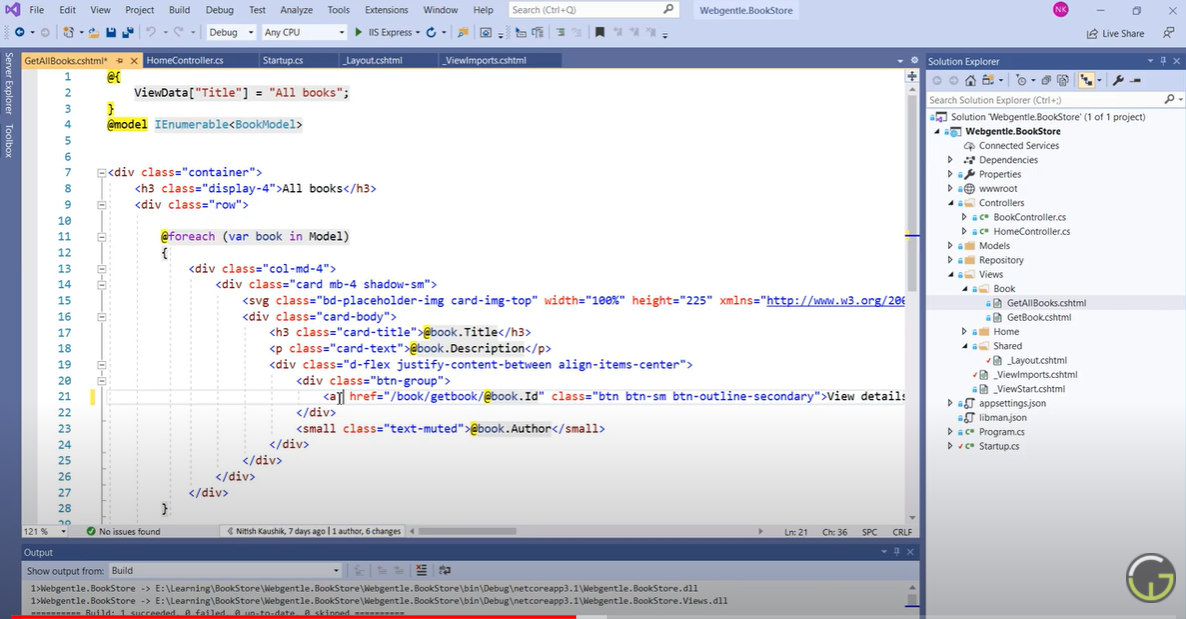 File Edit View Project Build Debug Test Analyze Tools Extensions Window Help Search (Ctrl+Q) Webgentle.BookStore NK
Debug Any CPU IIS Express Live Share
Server Explorer
Toolbox
GetAllBooks.cshtml* HomeController.cs Startup.cs _Layout.cshtml _ViewImports.cshtml
1 @{
2 ViewData["Title"] = "All books";
3 }
4 @model IEnumerable<BookModel>
5
6
7 <div class="container">
8 <h3 class="display-4">All books</h3>
9 <div class="row">
10
11 @foreach (var book in Model)
12 {
13 <div class="col-md-4">
14 <div class="card mb-4 shadow-sm">
15 <svg class="bd-placeholder-img card-img-top" width="100%" height="225" xmlns="http://www.w3.org/200
16 <div class="card-body">
17 <h3 class="card-title">@book.Title</h3>
18 <p class="card-text">@book.Description</p>
19 <div class="d-flex justify-content-between align-items-center">
20 <div class="btn-group">
21 <a href="/book/getbook/@book.Id" class="btn btn-sm btn-outline-secondary">View details
22 </div>
23 <small class="text-muted">@book.Author</small>
24 </div>
25 </div>
26 </div>
27 </div>
28 }
29
121 % No issues found Nitish Kaushik, 7 days ago | 1 author, 6 changes Ln: 21 Ch: 36 SPC CRLF
Output
Show output from: Build
1>Webgentle.BookStore -> E:\Learning\BookStore\Webgentle.BookStore\Webgentle.BookStore\bin\Debug\netcoreapp3.1\Webgentle.BookStore.dll
1>Webgentle.BookStore -> E:\Learning\BookStore\Webgentle.BookStore\Webgentle.BookStore\bin\Debug\netcoreapp3.1\Webgentle.BookStore.Views.dll
========== Build: 1 succeeded, 0 failed, 0 up-to-date, 0 skipped ==========
Solution Explorer
Search Solution Explorer (Ctrl+;)
Solution 'Webgentle.BookStore' (1 of 1 project)
Webgentle.BookStore
Connected Services
Dependencies
Properties
wwwroot
Controllers
BookController.cs
HomeController.cs
Models
Repository
Views
Book
GetAllBooks.cshtml
GetBook.cshtml
Home
Shared
_Layout.cshtml
_ViewImports.cshtml
_ViewStart.cshtml
appsettings.json
libman.json
Program.cs
Startup.cs